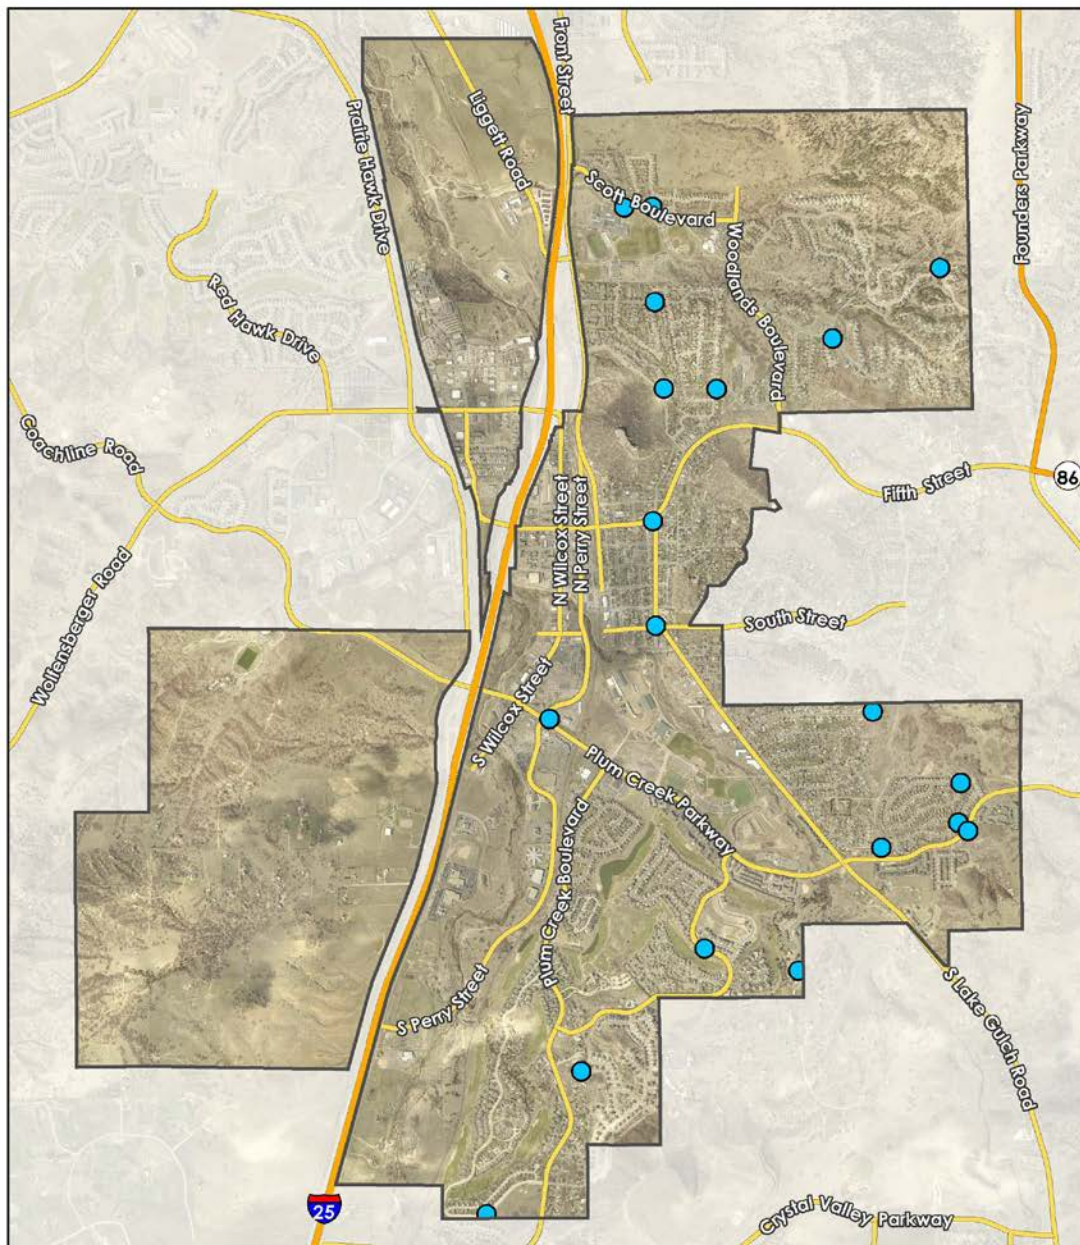 Front Street
Liggett Road
Prairie Hawk Drive
Founders Parkway
Scott Boulevard
Woodlands Boulevard
Red Hawk Drive
Coachline Road
86
Fifth Street
N Wilcox Street
N Perry Street
Wollensberger Road
South Street
S Wilcox Street
Plum Creek Parkway
Plum Creek Boulevard
S Perry Street
S Lake Gulch Road
25
Crystal Valley Parkway